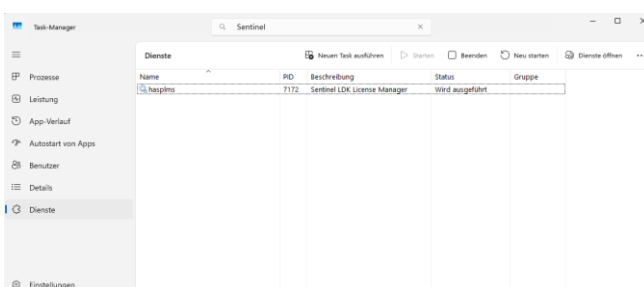 Task-Manager
Sentinel
Dienste
Neuen Task ausführen
Starten
Beenden
Neu starten
Dienste öffnen
Prozesse
Leistung
App-Verlauf
Autostart von Apps
Benutzer
Details
Dienste
Einstellungen
Name PID Beschreibung Status Gruppe
hasplms 7172 Sentinel LDK License Manager Wird ausgeführt